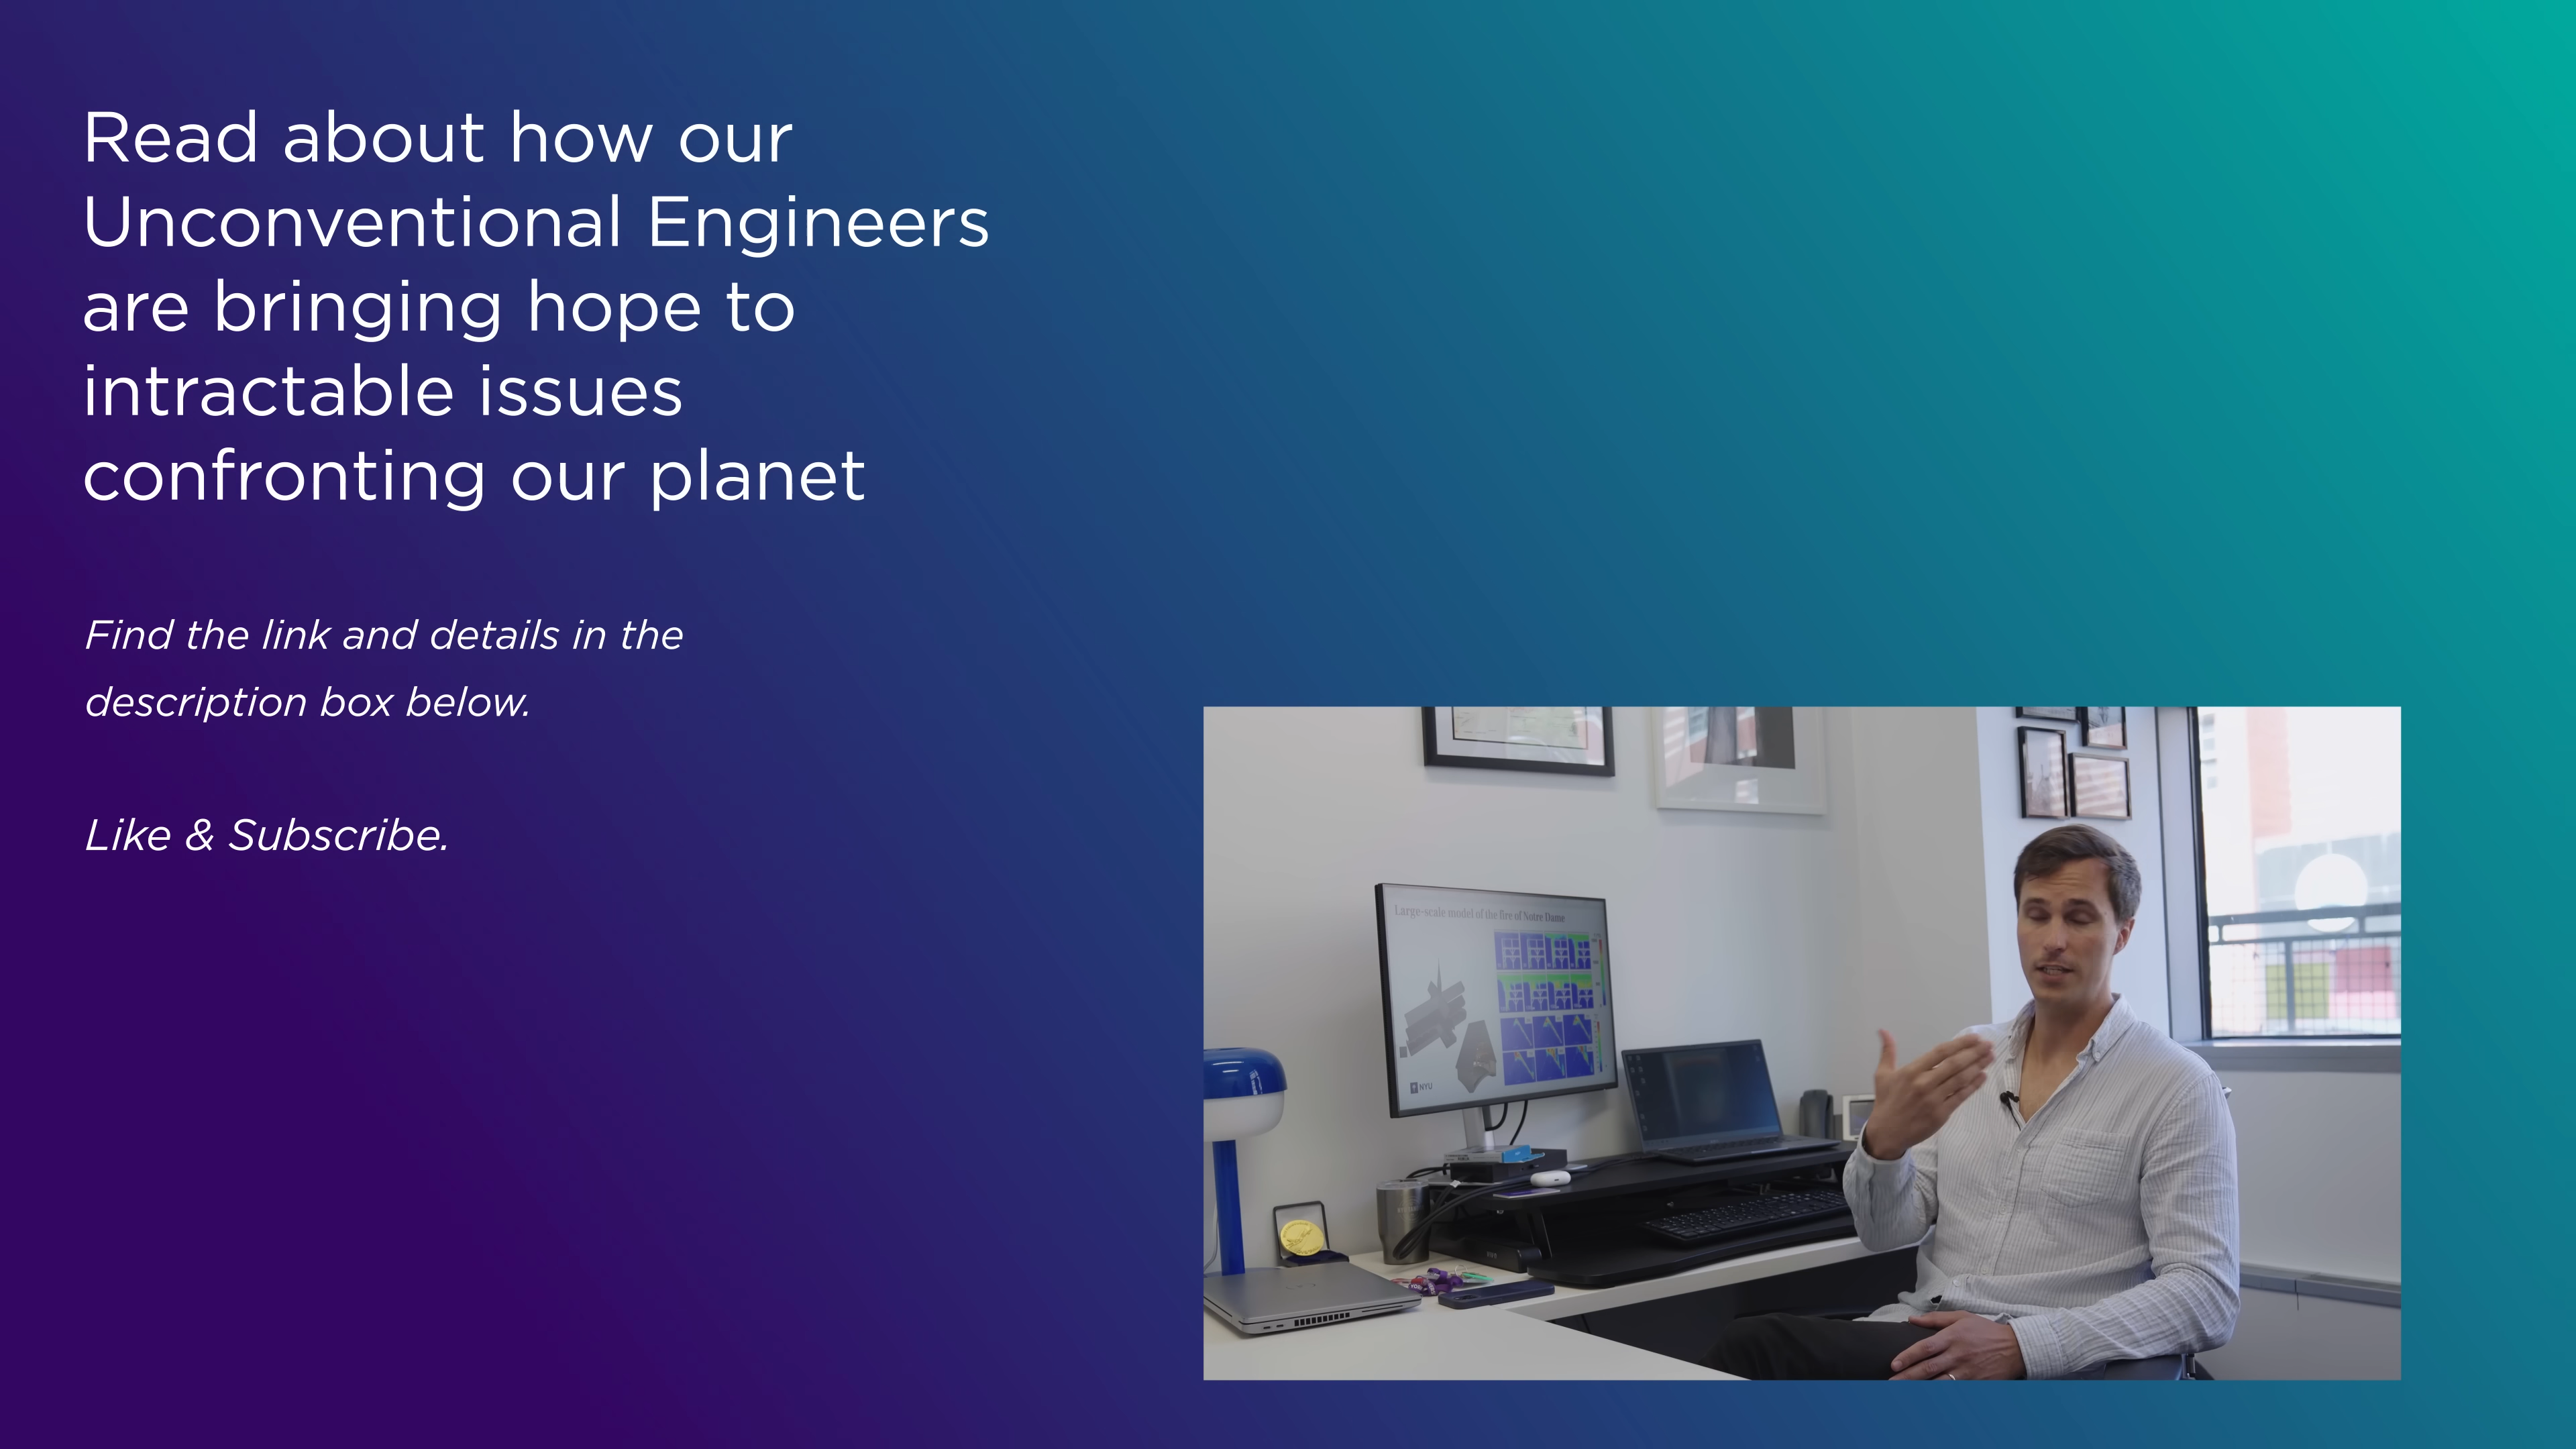 Read about how our
Unconventional Engineers
are bringing hope to
intractable issues
confronting our planet
Find the link and details in the
description box below.
Like & Subscribe.
Large-scale model of the fire of Notre Dame
NYU